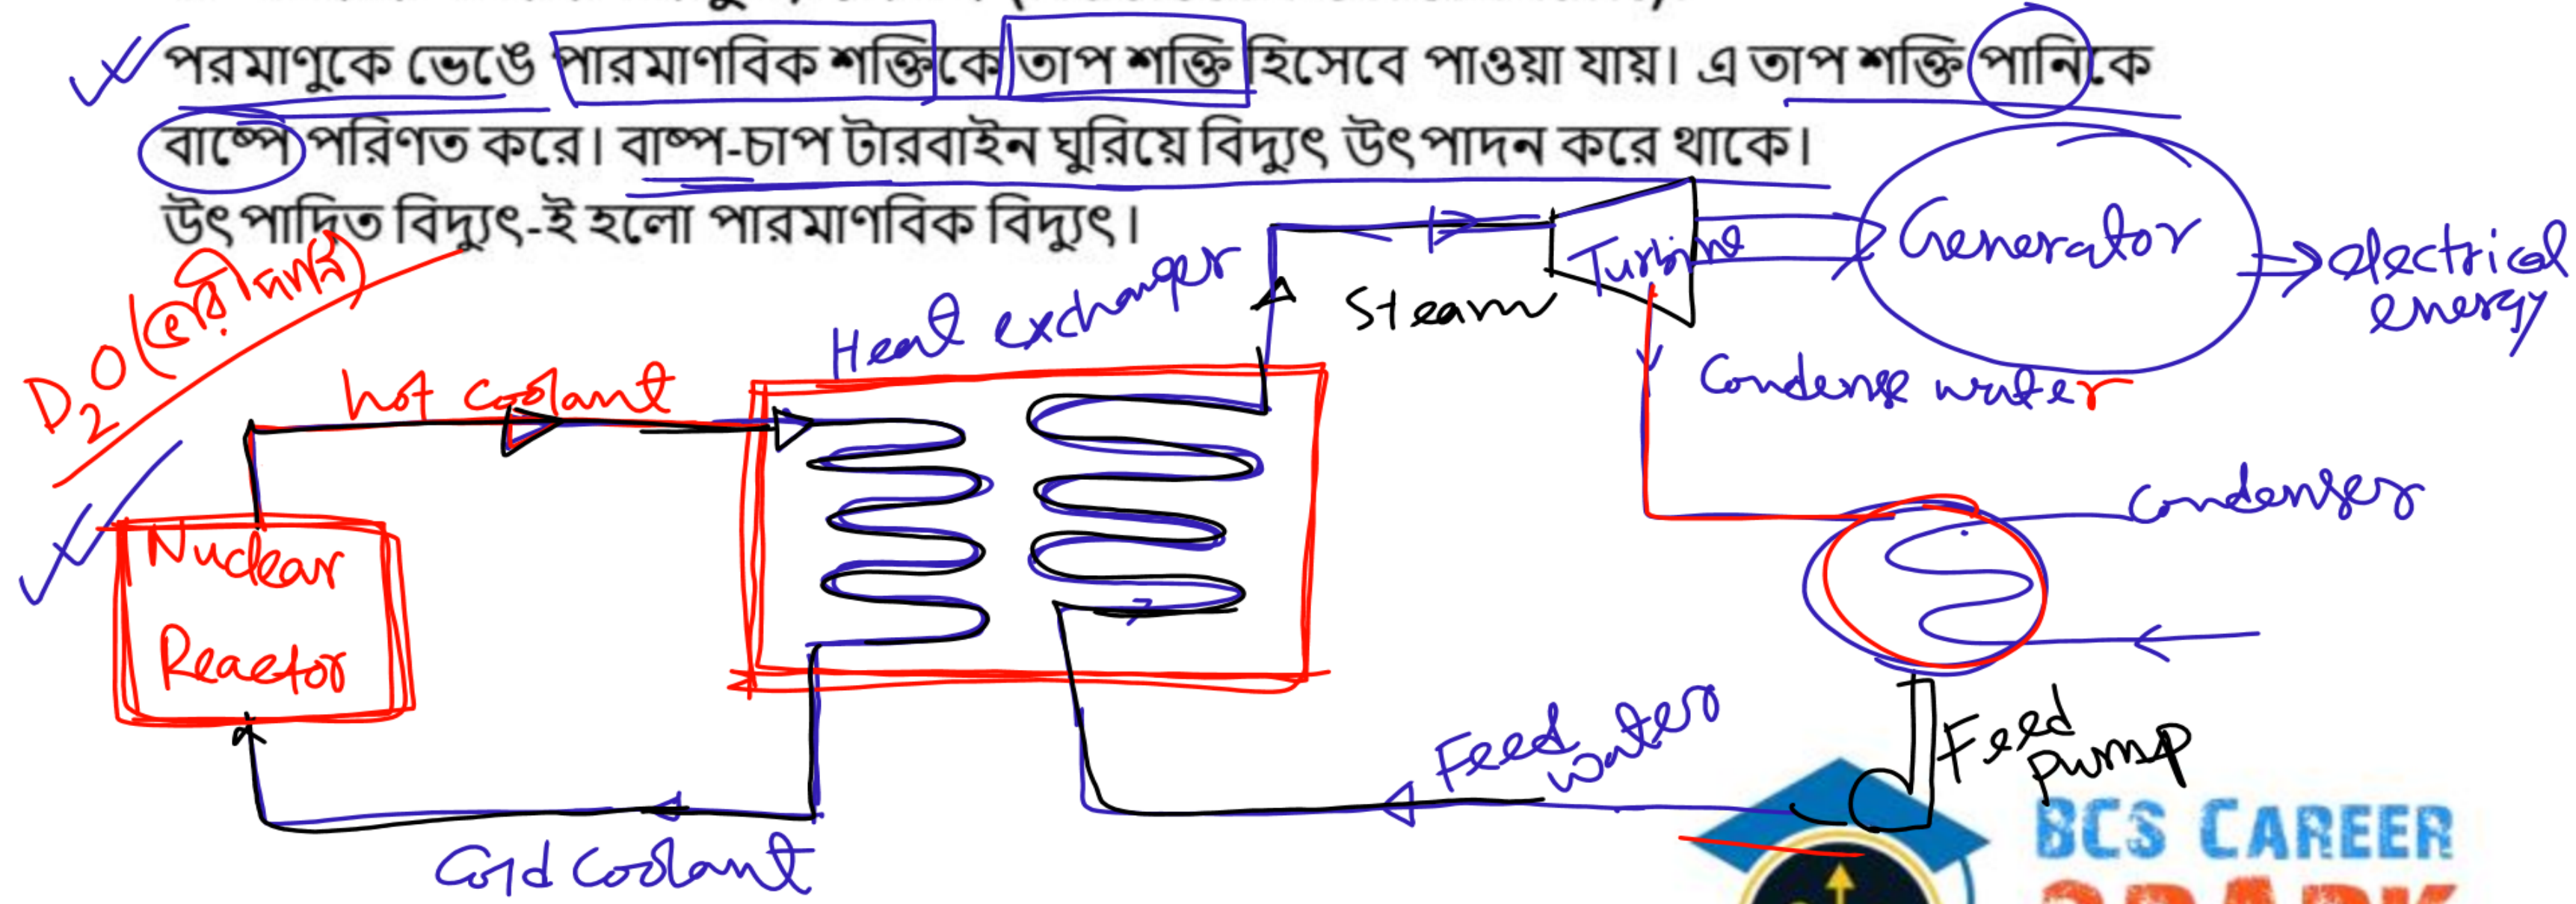 পরমাণুকে ভেঙে পারমাণবিক শক্তিকে তাপ শক্তি হিসেবে পাওয়া যায়। এ তাপ শক্তি পানিকে
বাষ্পে পরিণত করে। বাষ্প-চাপ টারবাইন ঘুরিয়ে বিদ্যুৎ উৎপাদন করে থাকে।
উৎপাদিত বিদ্যুৎ-ই হলো পারমাণবিক বিদ্যুৎ।
D₂O
hot coolant
Heat exchanger
Steam
Turbine
Generator
electrical
energy
Condense water
Condenser
Nuclear
Reactor
Feed
water
Feed
pump
Cold coolant
BCS CAREER